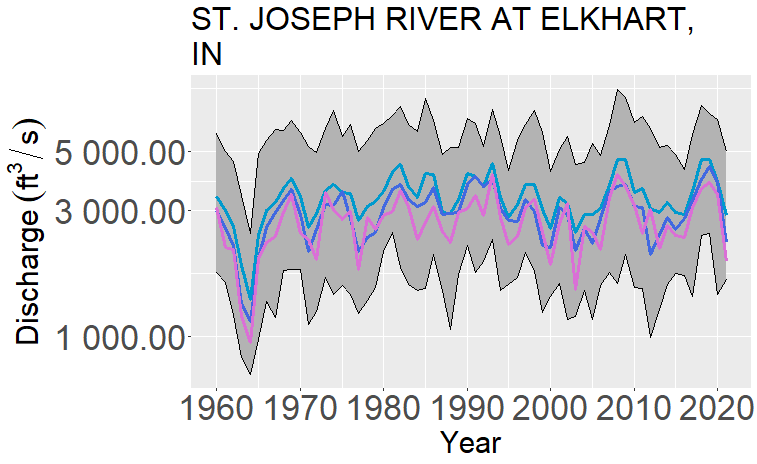 ST. JOSEPH RIVER AT ELKHART,
IN
Discharge (ft³/s)
5 000.00
3 000.00
1 000.00
1960 1970 1980 1990 2000 2010 2020
Year